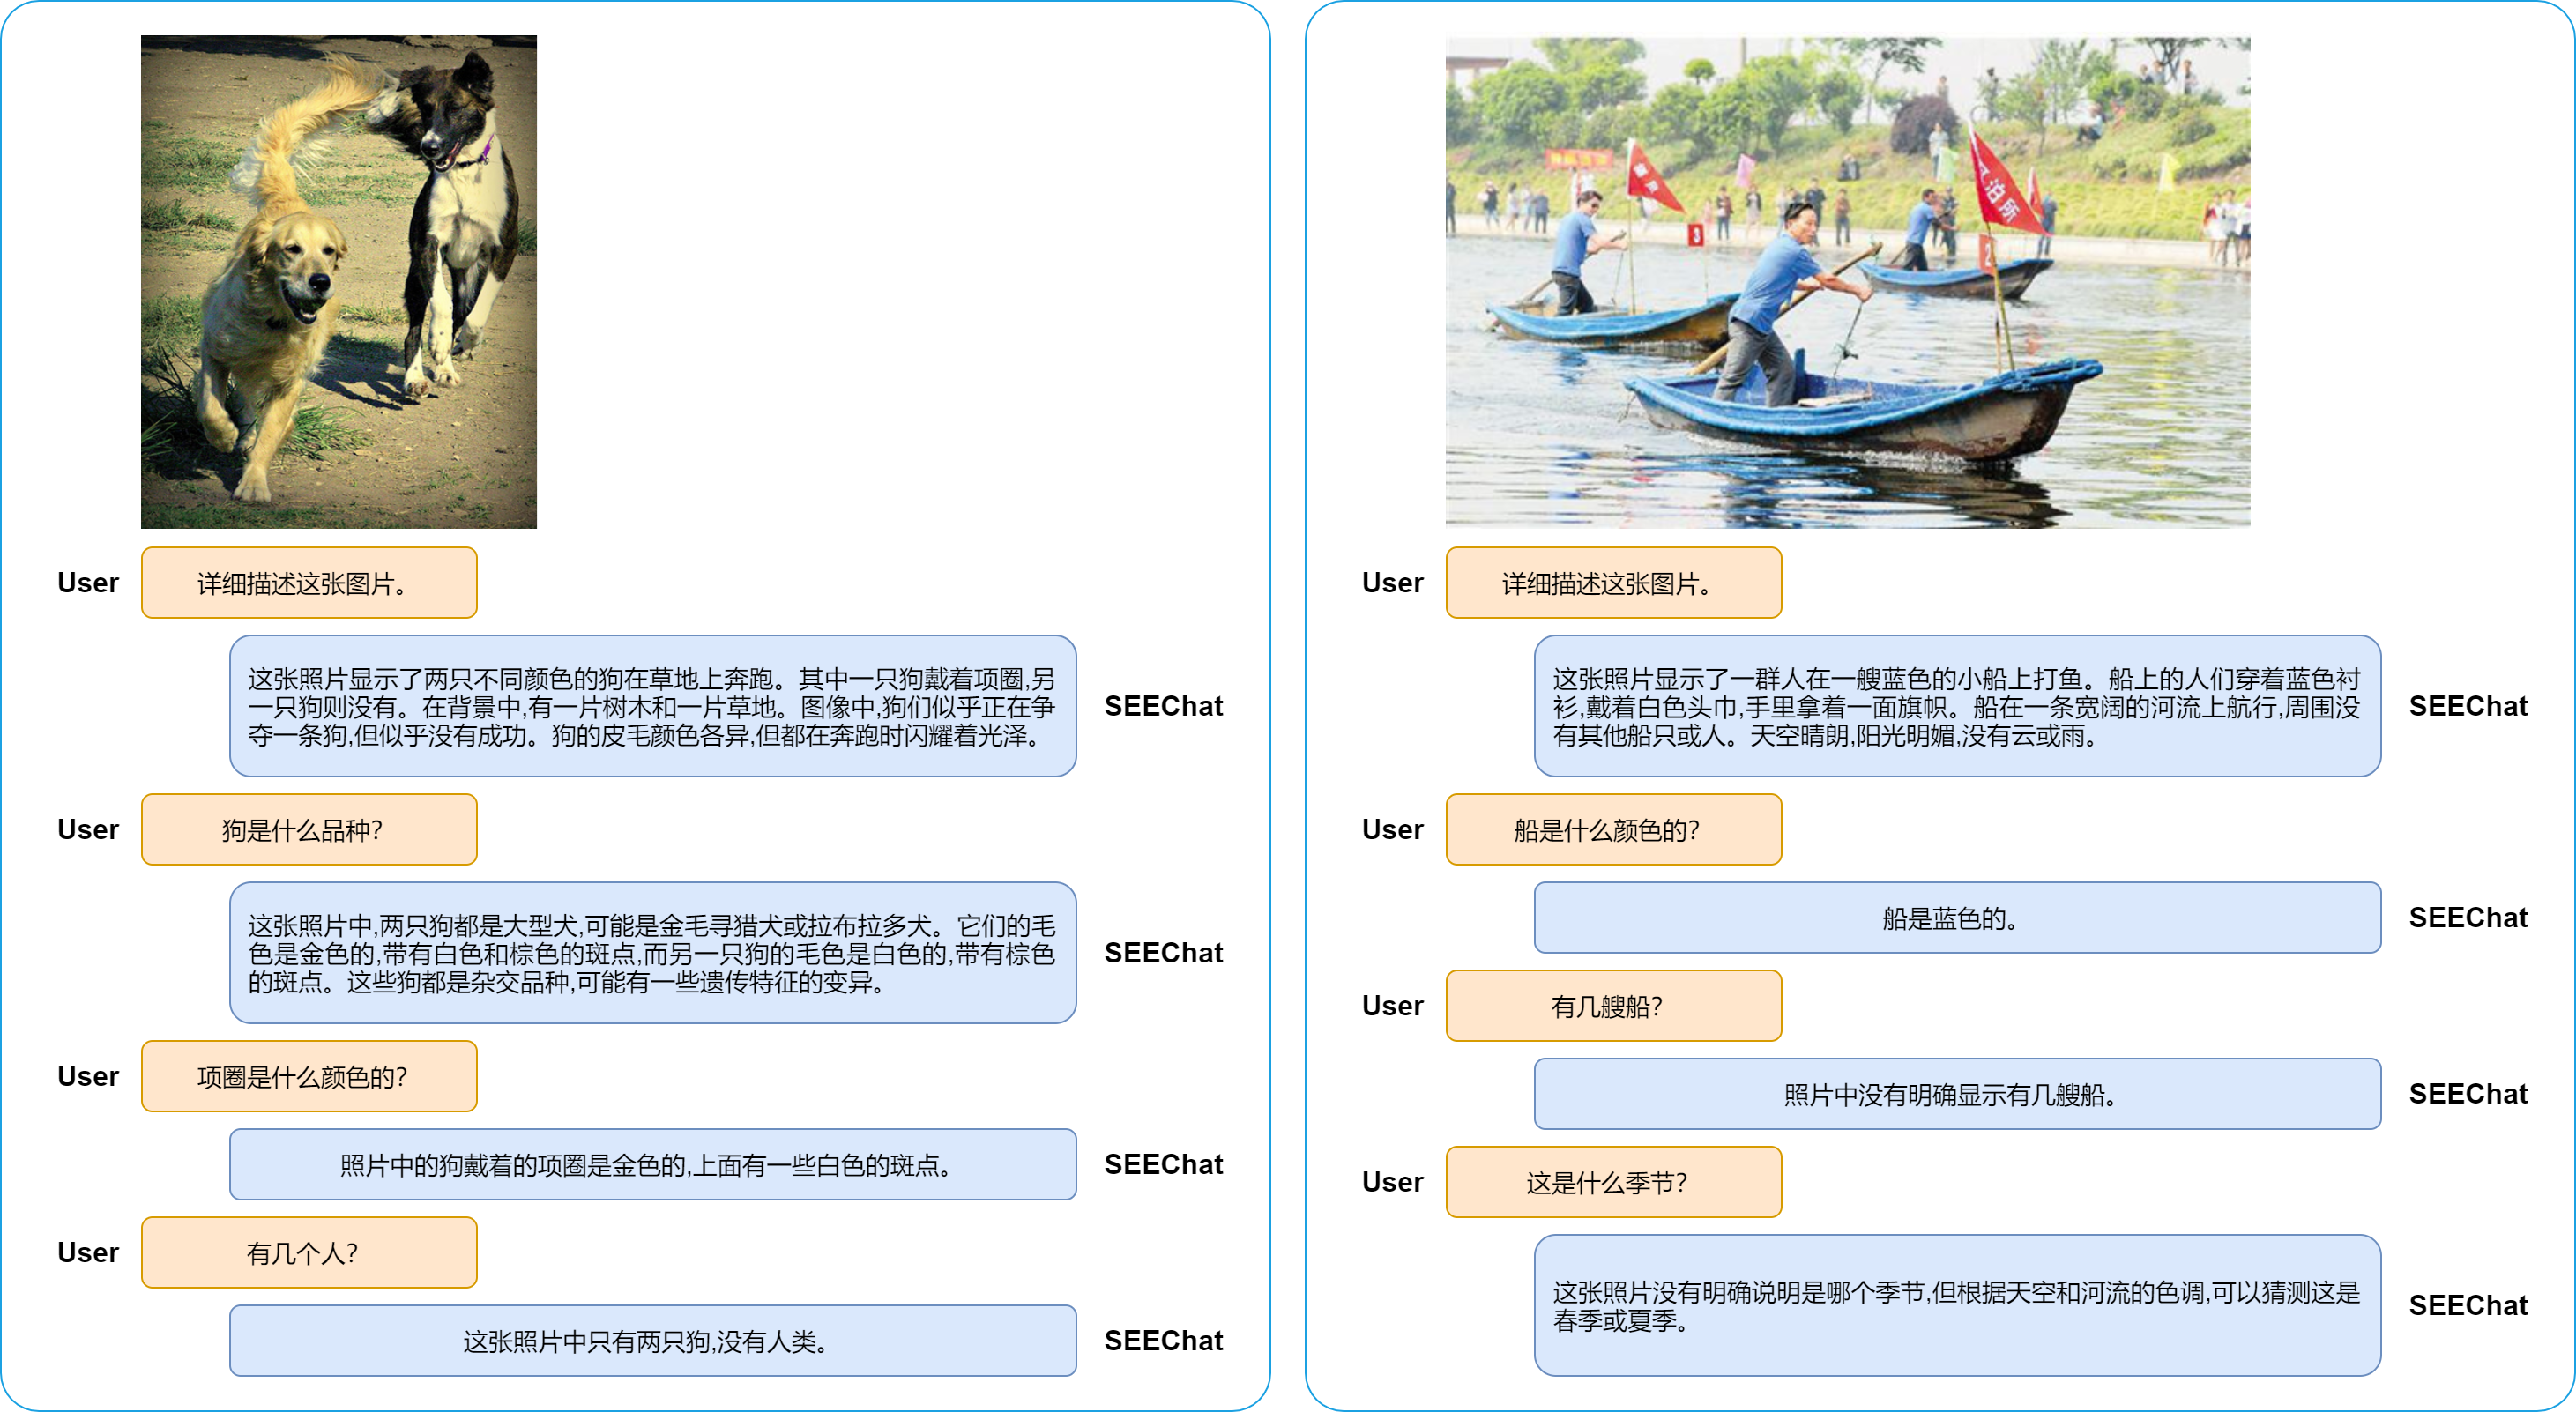 泊所
3
2
User
详细描述这张图片。
这张照片显示了两只不同颜色的狗在草地上奔跑。其中一只狗戴着项圈,另
一只狗则没有。在背景中,有一片树木和一片草地。图像中,狗们似乎正在争
夺一条狗,但似乎没有成功。狗的皮毛颜色各异,但都在奔跑时闪耀着光泽。
SEEChat
User
狗是什么品种?
这张照片中,两只狗都是大型犬,可能是金毛寻猎犬或拉布拉多犬。它们的毛
色是金色的,带有白色和棕色的斑点,而另一只狗的毛色是白色的,带有棕色
的斑点。这些狗都是杂交品种,可能有一些遗传特征的变异。
SEEChat
User
项圈是什么颜色的?
照片中的狗戴着的项圈是金色的,上面有一些白色的斑点。
SEEChat
User
有几个人?
这张照片中只有两只狗,没有人类。
SEEChat
User
详细描述这张图片。
这张照片显示了一群人在一艘蓝色的小船上打鱼。船上的人们穿着蓝色衬
衫,戴着白色头巾,手里拿着一面旗帜。船在一条宽阔的河流上航行,周围没
有其他船只或人。天空晴朗,阳光明媚,没有云或雨。
SEEChat
User
船是什么颜色的?
船是蓝色的。
SEEChat
User
有几艘船?
照片中没有明确显示有几艘船。
SEEChat
User
这是什么季节?
这张照片没有明确说明是哪个季节,但根据天空和河流的色调,可以猜测这是
春季或夏季。
SEEChat